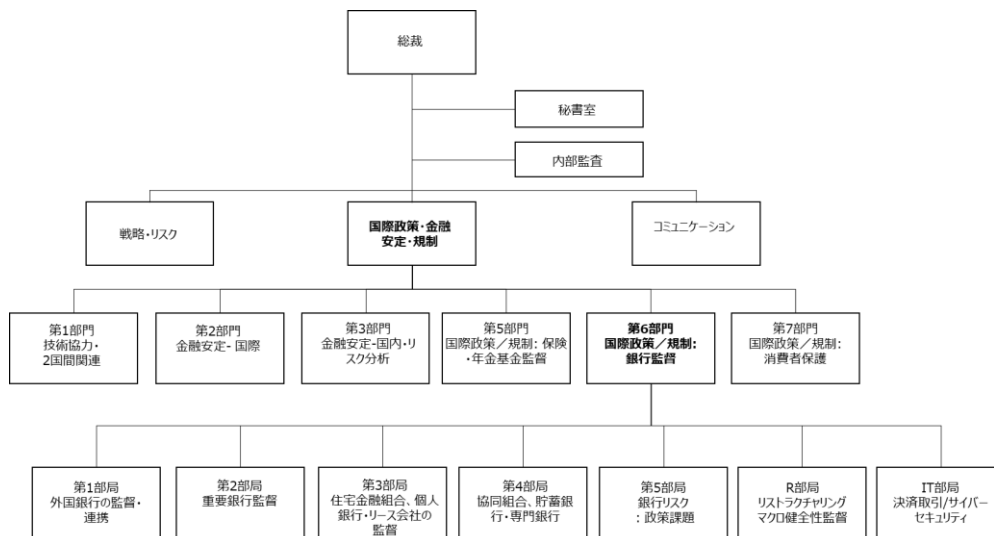 総裁
秘書室
内部監査
戦略・リスク
国際政策・金融
安定・規制
コミュニケーション
第1部門
技術協力・
2国間関連
第2部門
金融安定- 国際
第3部門
金融安定-国内・リ
スク分析
第5部門
国際政策／規制: 保険
・年金基金監督
第6部門
国際政策／規制:
銀行監督
第7部門
国際政策／規制:
消費者保護
第1部局
外国銀行の監督・
連携
第2部局
重要銀行監督
第3部局
住宅金融組合、個人
銀行・リース会社の
監督
第4部局
協同組合、貯蓄銀
行・専門銀行
第5部局
銀行リスク
：政策課題
R部局
リストラクチャリング
マクロ健全性監督
IT部局
決済取引/サイバー
セキュリティ